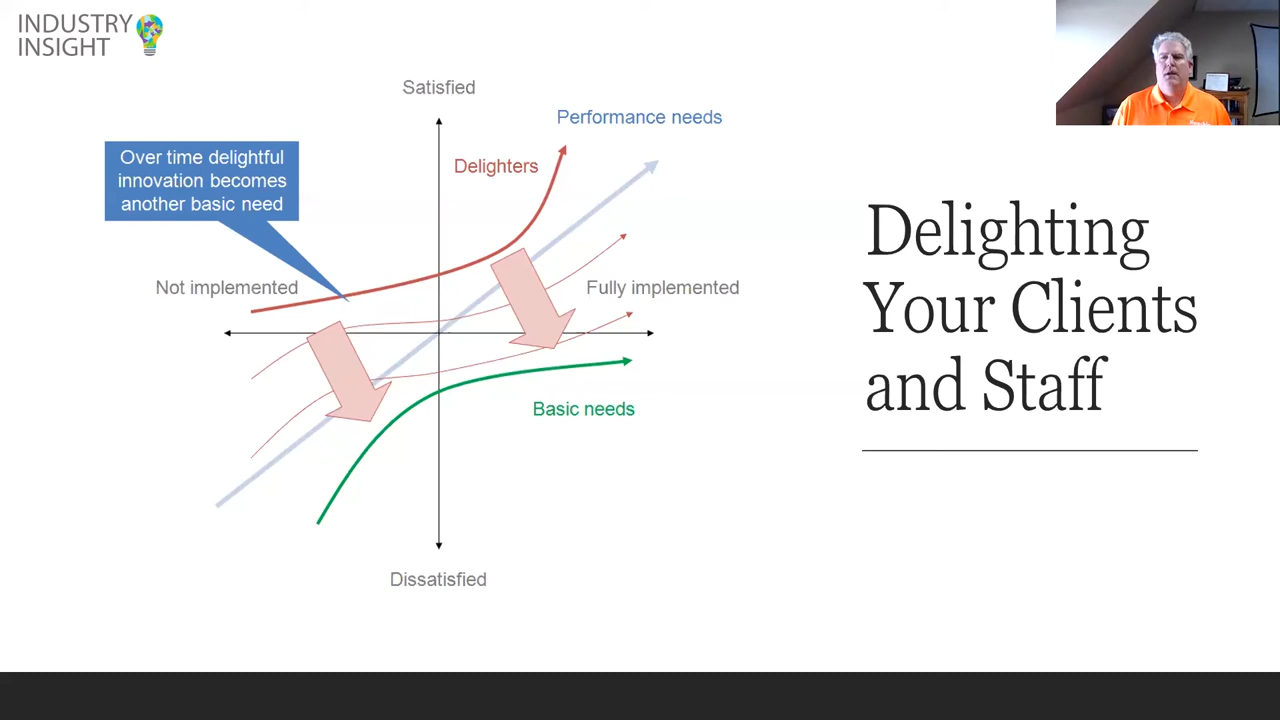 INDUSTRY
INSIGHT
Satisfied
Performance needs
Delighters
Over time delightful
innovation becomes
another basic need
Not implemented
Fully implemented
Basic needs
Dissatisfied
Delighting
Your Clients
and Staff